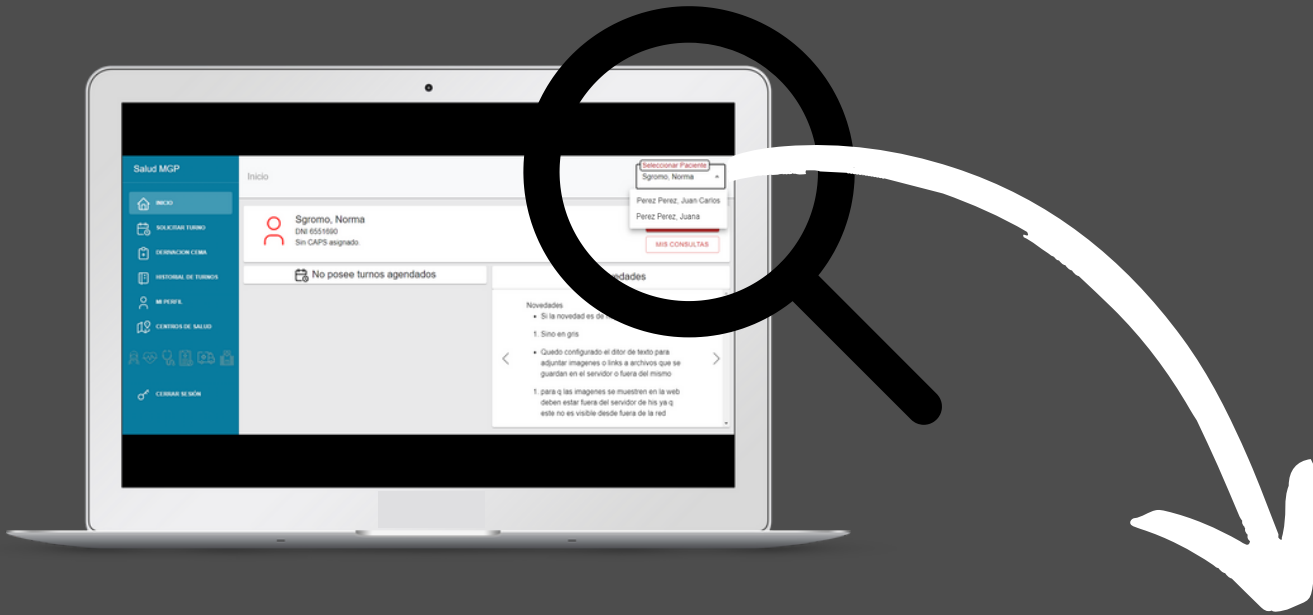 Salud MGP
INICIO
SOLICITAR TURNO
DERIVACION CEMA
HISTORIAL DE TURNOS
MI PERFIL
CENTROS DE SALUD
CERRAR SESIÓN
Inicio
Seleccionar Paciente
Sgromo, Norma
Perez Perez, Juan Carlos
Perez Perez, Juana
Sgromo, Norma
DNI 6551690
Sin CAPS asignado
MIS CONSULTAS
No posee turnos agendados
edades
Novedades
• Si la novedad es de
1. Sino en gris
• Quedo configurado el ditor de texto para
adjuntar imagenes o links a archivos que se
guardan en el servidor o fuera del mismo
1. para q las imagenes se muestren en la web
deben estar fuera del servidor de his ya q
este no es visible desde fuera de la red